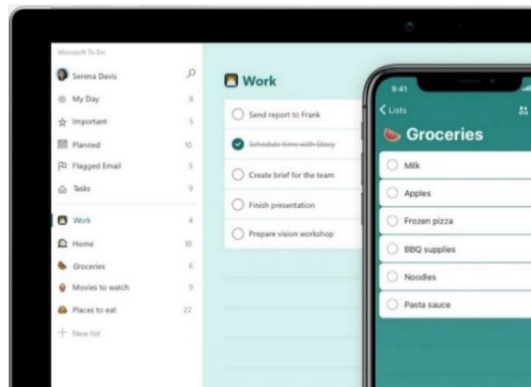 Microsoft To Do
Serena Davis
My Day 8
Important 3
Planned 10
Flagged Email 5
Tasks 9
Work 4
Home 10
Groceries 6
Movies to watch 9
Places to eat 22
New list
Work
Send report to Frank
Schedule time with Stacy
Create brief for the team
Finish presentation
Prepare vision workshop
9:41
Lists
Groceries
Milk
Apples
Frozen pizza
BBQ supplies
Noodles
Pasta sauce